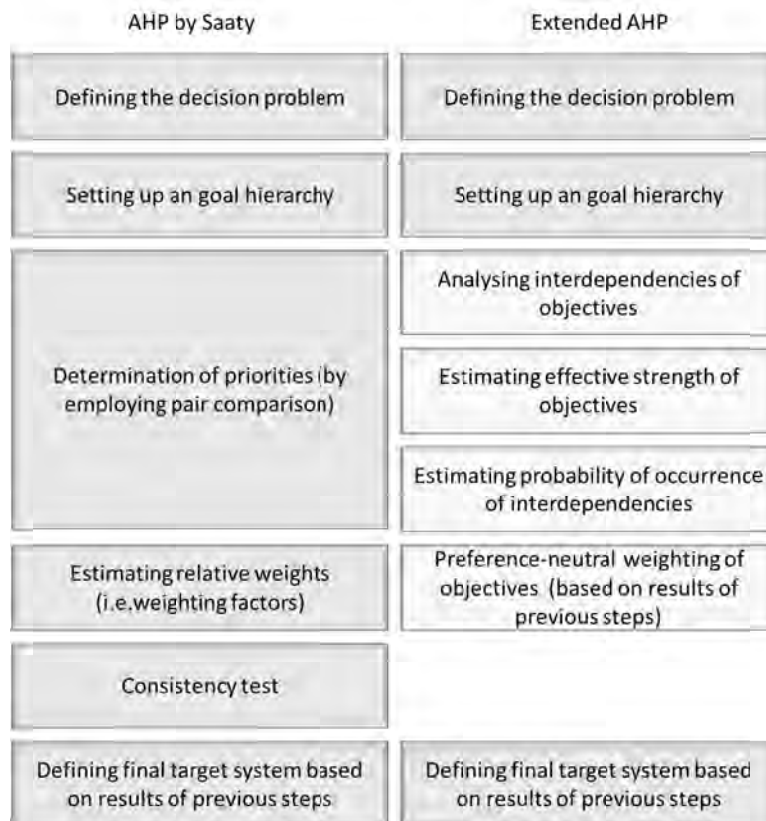 AHP by Saaty
Extended AHP
Defining the decision problem
Defining the decision problem
Setting up an goal hierarchy
Setting up an goal hierarchy
Determination of priorities (by
employing pair comparison)
Analysing interdependencies of
objectives
Estimating effective strength of
objectives
Estimating probability of occurrence
of interdependencies
Estimating relative weights
(i.e.weighting factors)
Preference-neutral weighting of
objectives (based on results of
previous steps)
Consistency test
Defining final target system based
on results of previous steps
Defining final target system based
on results of previous steps